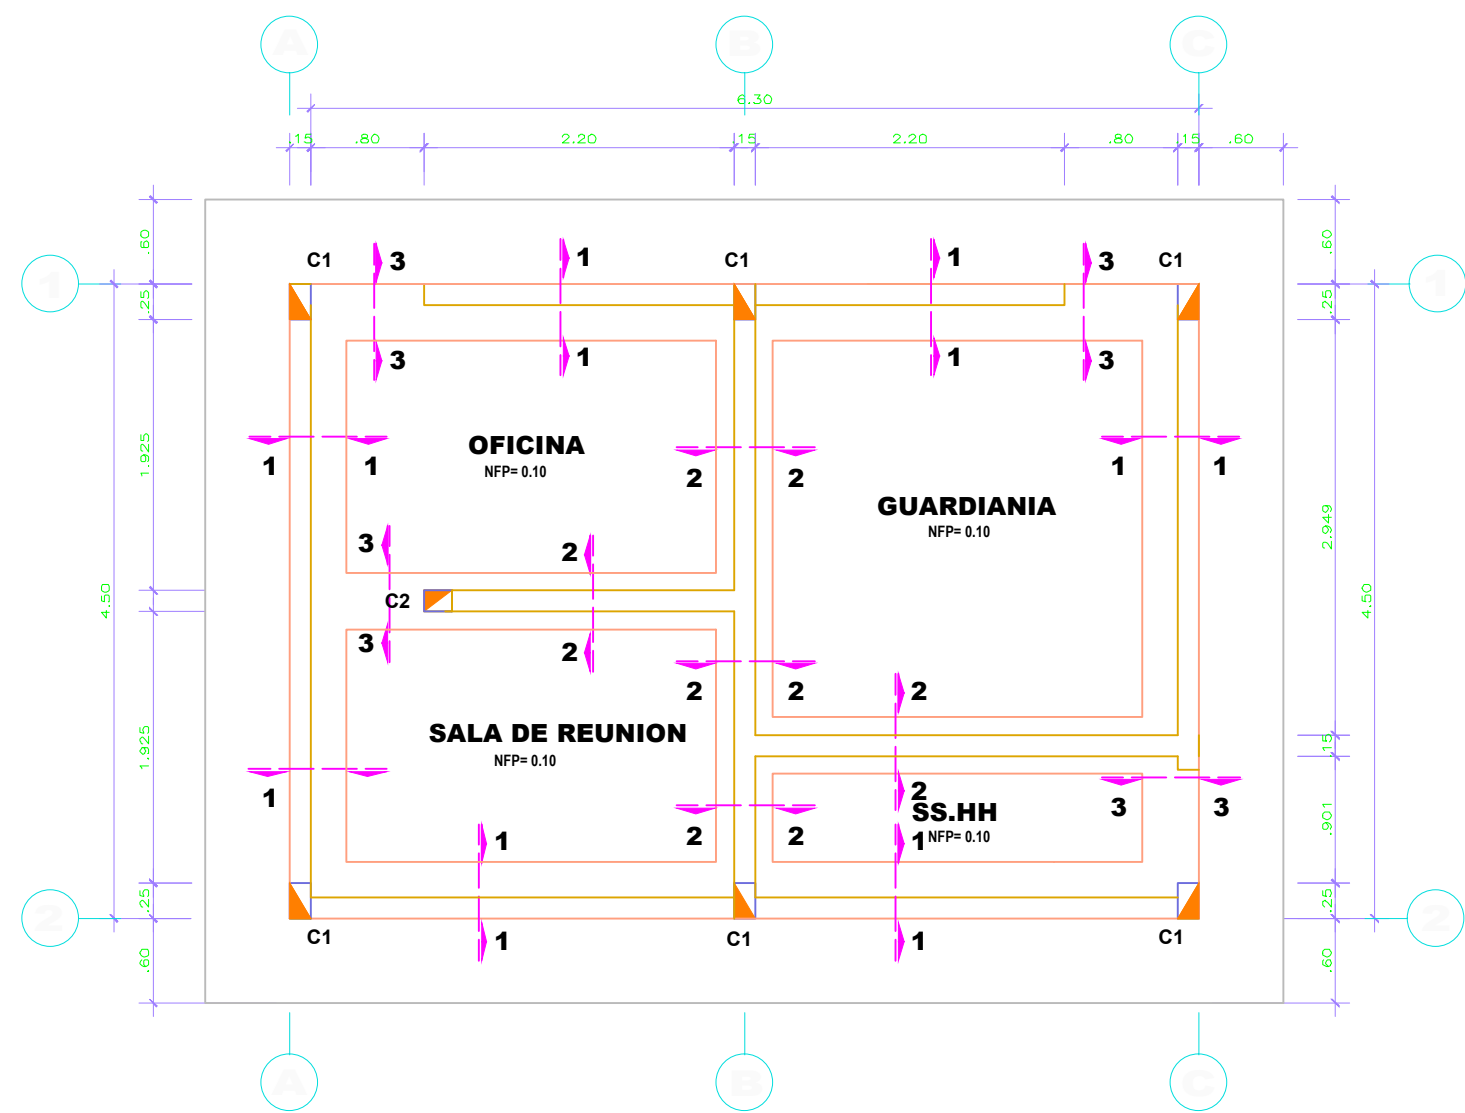 A B C
6.30
.15 .80 2.20 .15 2.20 .80 .15 .60
.60 .60
C1 3 1 C1 1 3 C1
1 1
.25 .25
3 1 1 3
OFICINA
NFP= 0.10
1.925 1 1 2 2 1 1
GUARDIANIA
NFP= 0.10
2.949
3 2
4.50 C2 4.50
3 2
2 2 2
SALA DE REUNION
NFP= 0.10
1.925 .15
1 2 3 3
SS.HH
NFP= 0.10
.901
1 2 2 1
.25 .25
2 2
C1 1 C1 1 C1
.60 .60
A B C